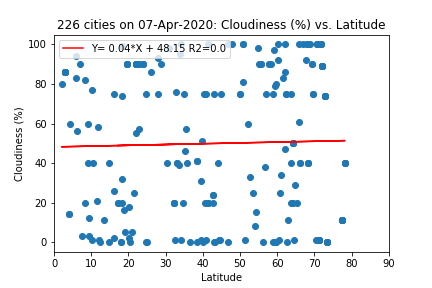 226 cities on 07-Apr-2020: Cloudiness (%) vs. Latitude
Y= 0.04*X + 48.15 R2=0.0
Cloudiness (%)
100
80
60
40
20
0
0 10 20 30 40 50 60 70 80 90
Latitude